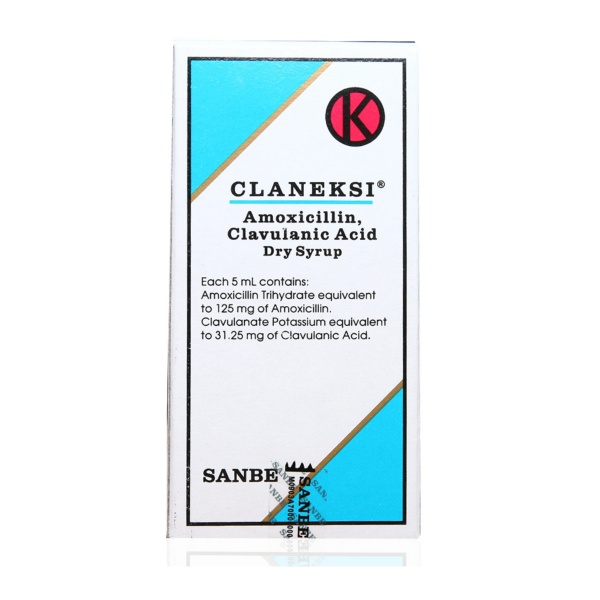 K
CLANEKSI®
Amoxicillin,
Clavulanic Acid
Dry Syrup
Each 5 mL contains:
Amoxicillin Trihydrate equivalent
to 125 mg of Amoxicillin.
Clavulanate Potassium equivalent
to 31.25 mg of Clavulanic Acid.
SANBE
SANBE